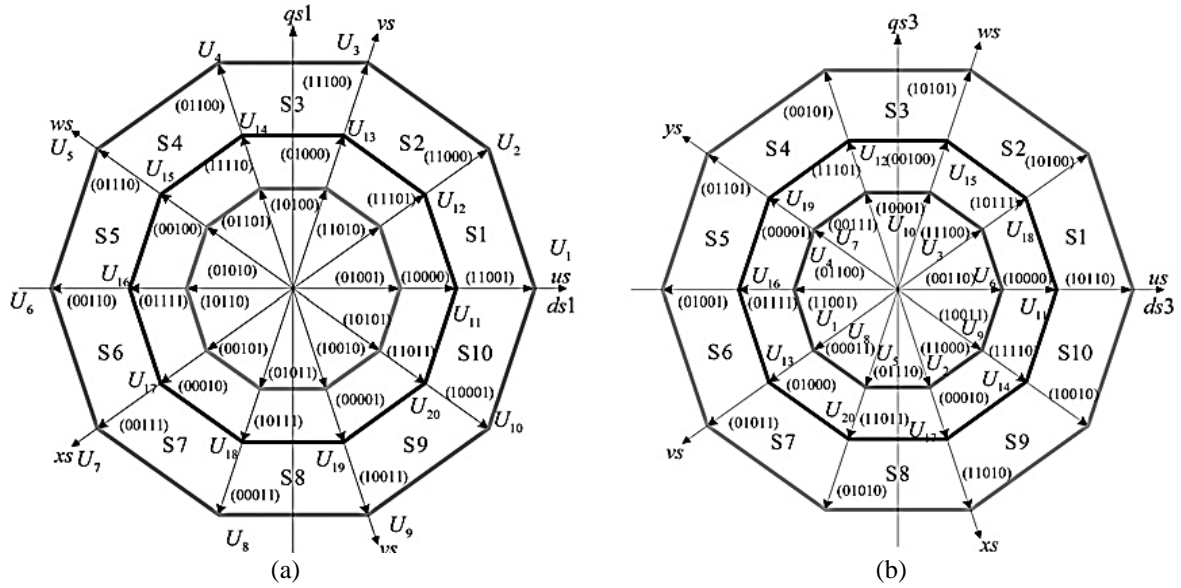 qs1
vs
U4
U3
(11100)
(01100)
S3
ws
U5
S4
U14
U13
S2
U2
(01000)
(11000)
(11110)
(01110)
U15
(10100)
(11101)
U12
(01101)
(11010)
(00100)
S5
S1
U1
(01010)
(01001)
(10000)
(11001)
us
U6
(00110)
U16
(01111)
(10110)
ds1
U11
(10101)
S6
(00101)
(10010)
(11011)
S10
U17
(00010)
(01011)
(00001)
(10001)
(00111)
(10111)
U20
U10
xs
U7
S7
U18
U19
S9
S8
(00011)
(10011)
U8
U9
ys
(a)
qs3
ws
(10101)
(00101)
S3
ys
S4
U12
(00100)
U15
S2
(10100)
(11101)
(01101)
U19
(10001)
(10111)
(00111)
U10
(11100)
U18
(00001)
U7
U3
S5
U4
S1
(01100)
(00110)
U6
(10000)
(10110)
us
(01001)
U16
(01111)
(11001)
ds3
U11
U1
U8
(10011)
U9
S6
(00011)
U5
(11000)
(11110)
S10
U13
(01110)
U2
U14
(01000)
(00010)
(10010)
(01011)
U20
(11011)
U17
vs
S7
S9
S8
(01010)
(11010)
xs
(b)